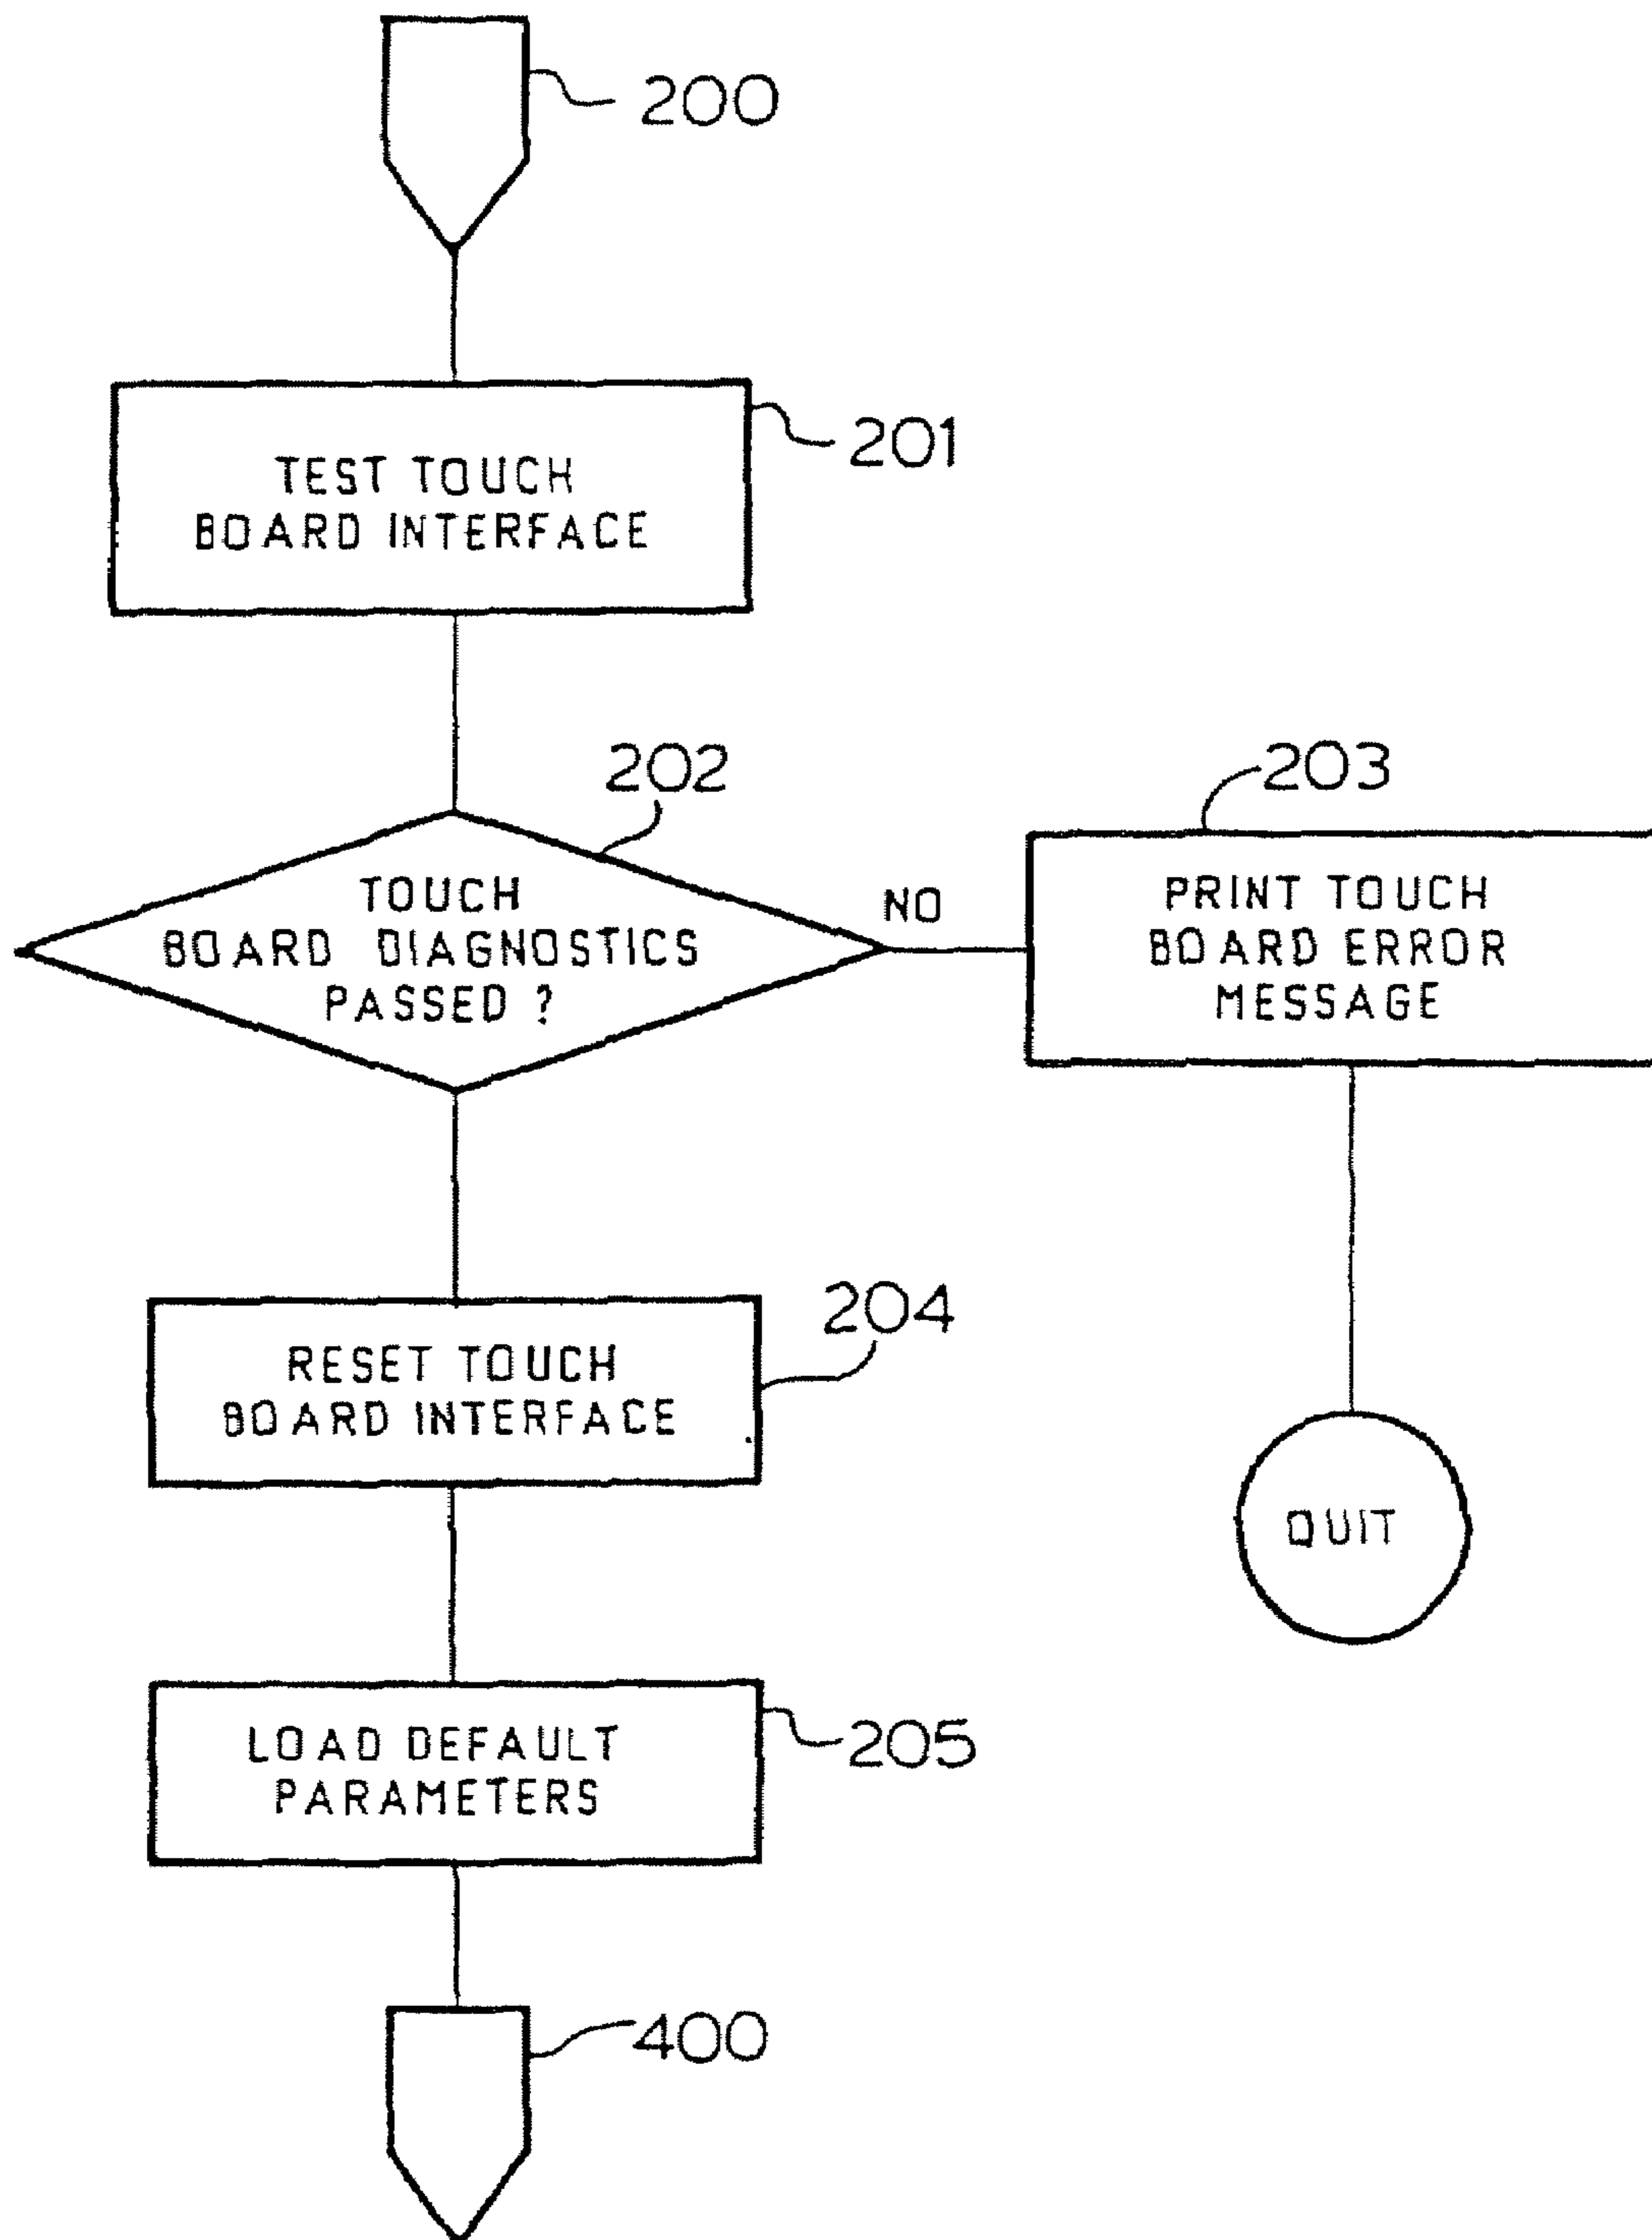 200
TEST TOUCH
BOARD INTERFACE
201
202
TOUCH
BOARD DIAGNOSTICS
PASSED ?
NO
203
PRINT TOUCH
BOARD ERROR
MESSAGE
RESET TOUCH
BOARD INTERFACE
204
QUIT
LOAD DEFAULT
PARAMETERS
205
400